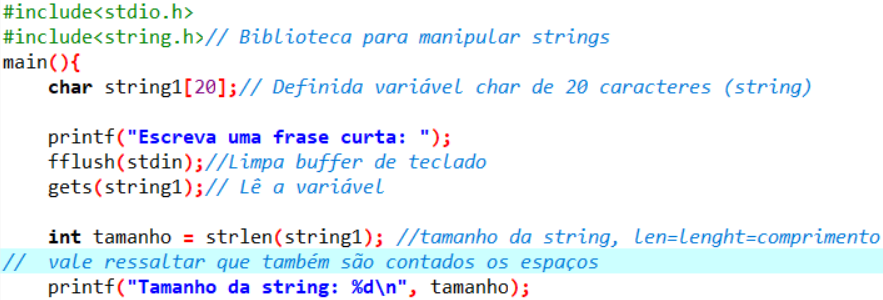 #include<stdio.h>
#include<string.h>// Biblioteca para manipular strings
main(){
char string1[20];// Definida variável char de 20 caracteres (string)
printf("Escreva uma frase curta: ");
fflush(stdin);//Limpa buffer de teclado
gets(string1);// Lê a variável
int tamanho = strlen(string1); //tamanho da string, len=lenght=comprimento
// vale ressaltar que também são contados os espaços
printf("Tamanho da string: %d\n", tamanho);